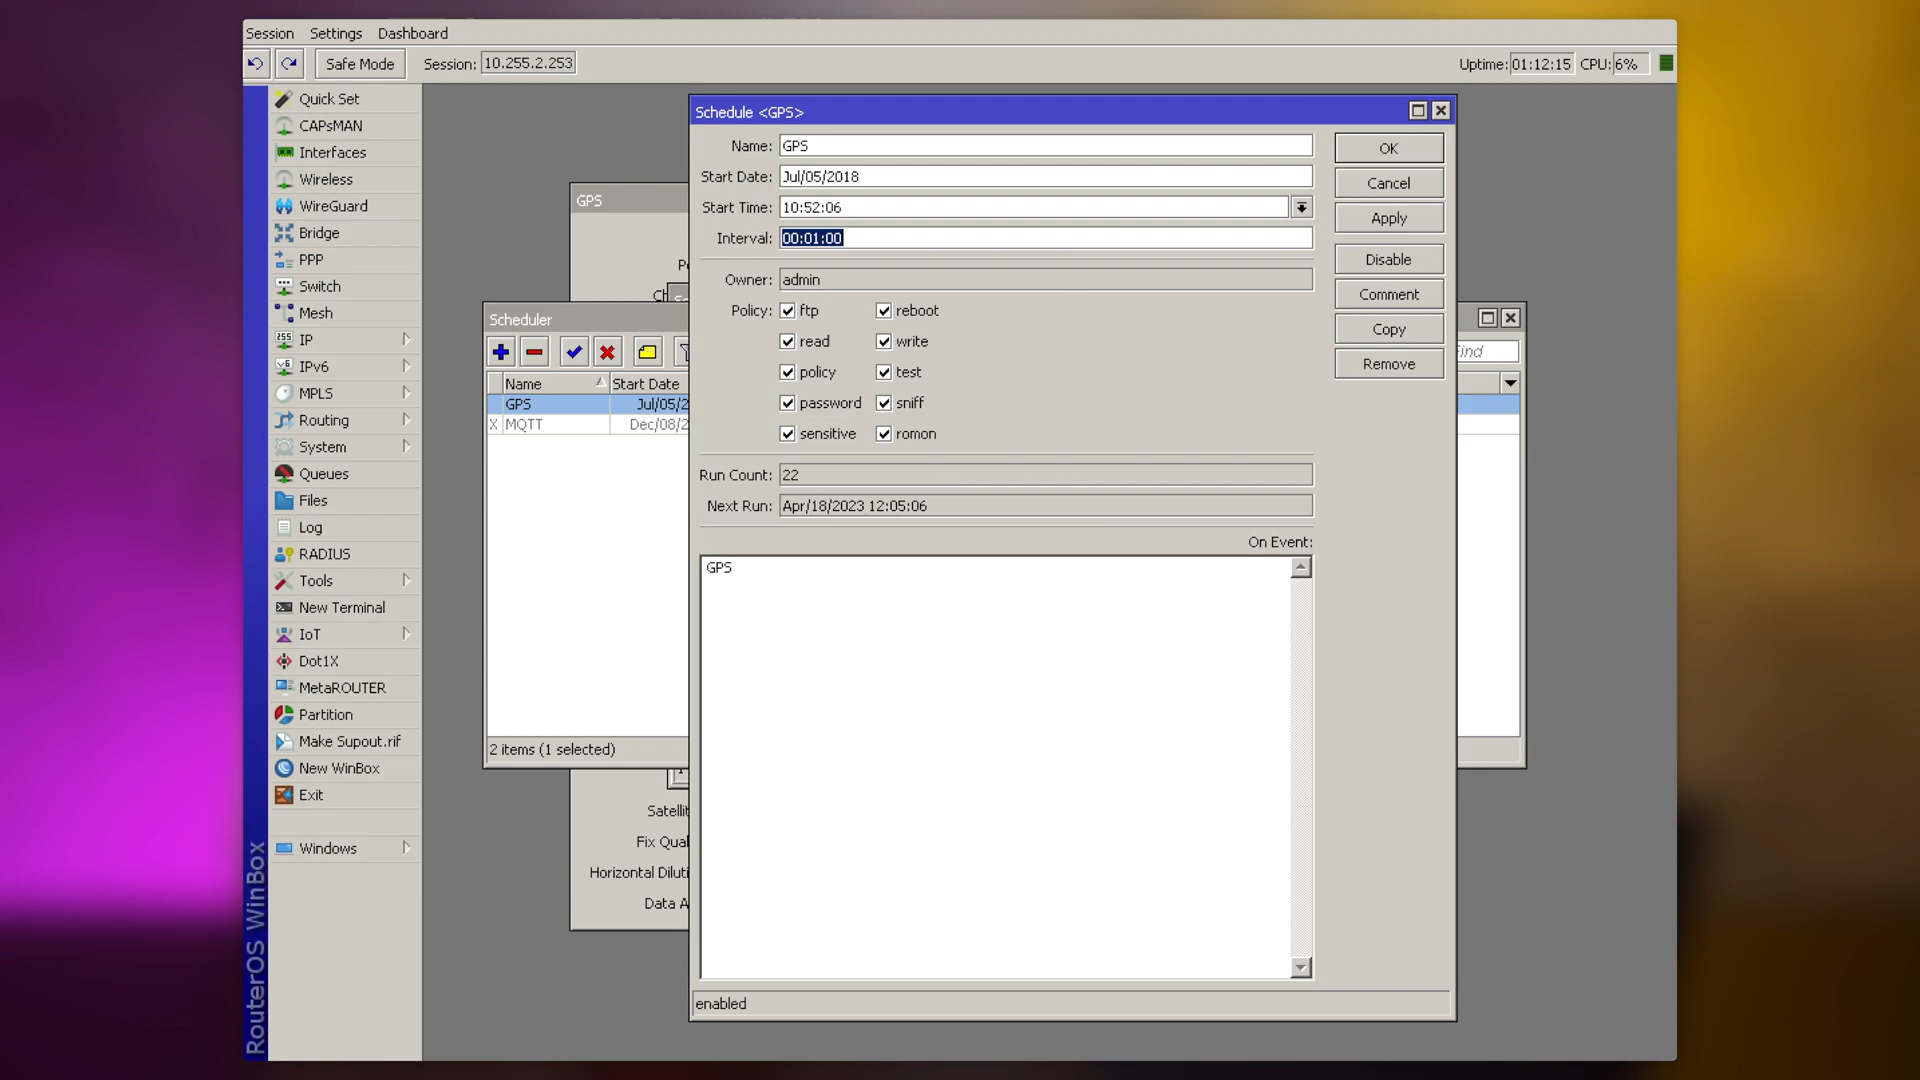 Session Settings Dashboard
Safe Mode Session: 10.255.2.253 Uptime: 01:12:15 CPU: 6%
Quick Set
CAPsMAN
Interfaces
Wireless
WireGuard
Bridge
PPP
Switch
Mesh
IP
IPv6
MPLS
Routing
System
Queues
Files
Log
RADIUS
Tools
New Terminal
IoT
Dot1X
MetaROUTER
Partition
Make Supout.rif
New WinBox
Exit
Windows
RouterOS WinBox
GPS
Scheduler
Find
Name Start Date
GPS Jul/05/2
X MQTT Dec/08/2
2 items (1 selected)
Satellit
Fix Qual
Horizontal Diluti
Data A
Schedule <GPS>
Name: GPS
Start Date: Jul/05/2018
Start Time: 10:52:06
Interval: 00:01:00
Owner: admin
Policy: ftp reboot
read write
policy test
password sniff
sensitive romon
Run Count: 22
Next Run: Apr/18/2023 12:05:06
On Event:
GPS
enabled
OK
Cancel
Apply
Disable
Comment
Copy
Remove